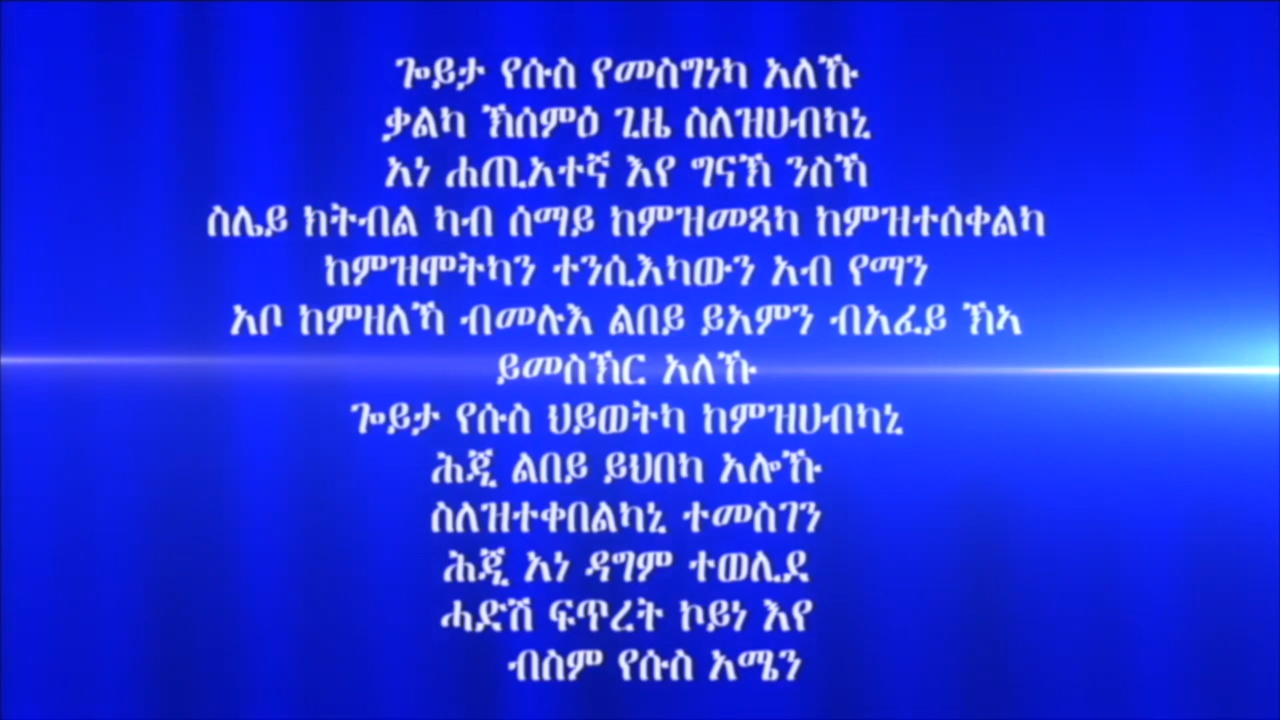 ጐይታ የሱስ የመስግነካ አለኹ
ቃልካ ኽሰምዕ ጊዜ ስለዝሀብካኒ
አነ ሐጢአተኛ እየ ግናኽ ንስኻ
ስሌይ ክትብል ካብ ሰማይ ከምዝመጻካ ከምዝተሰቀልካ
ከምዝሞትካን ተንሲእካውን አብ የማን
አቦ ከምዘለኻ ብመሉእ ልበይ ይአምን ብአፈይ ኽኣ
ይመስኽር አለኹ
ጐይታ የሱስ ህይወትካ ከምዝሀብካኒ
ሕጂ ልበይ ይህበካ አሎኹ
ስለዝተቀበልካኒ ተመስገን
ሕጂ አነ ዳግም ተወሊደ
ሓድሽ ፍጥረት ኮይነ እየ
ብስም የሱስ አሜን